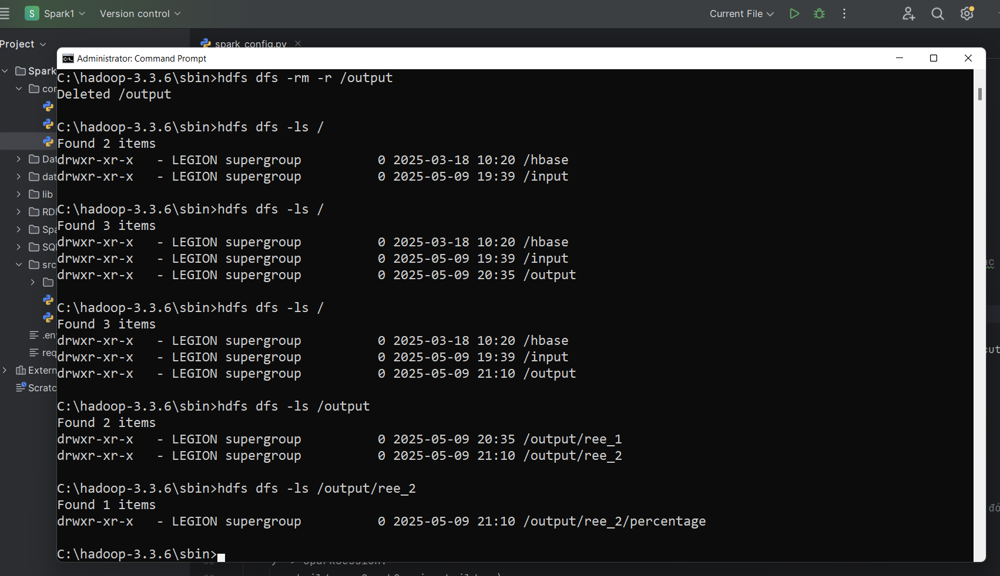 S Spark1 Version control Current File
Project
spark_config.py
Administrator: Command Prompt
Spark
con
Dat
dat
lib
RDI
Spa
SQl
src
.env
req
Extern
Scratc
C:\hadoop-3.3.6\sbin>hdfs dfs -rm -r /output
Deleted /output
C:\hadoop-3.3.6\sbin>hdfs dfs -ls /
Found 2 items
drwxr-xr-x   - LEGION supergroup          0 2025-03-18 10:20 /hbase
drwxr-xr-x   - LEGION supergroup          0 2025-05-09 19:39 /input
C:\hadoop-3.3.6\sbin>hdfs dfs -ls /
Found 3 items
drwxr-xr-x   - LEGION supergroup          0 2025-03-18 10:20 /hbase
drwxr-xr-x   - LEGION supergroup          0 2025-05-09 19:39 /input
drwxr-xr-x   - LEGION supergroup          0 2025-05-09 20:35 /output
C:\hadoop-3.3.6\sbin>hdfs dfs -ls /
Found 3 items
drwxr-xr-x   - LEGION supergroup          0 2025-03-18 10:20 /hbase
drwxr-xr-x   - LEGION supergroup          0 2025-05-09 19:39 /input
drwxr-xr-x   - LEGION supergroup          0 2025-05-09 21:10 /output
C:\hadoop-3.3.6\sbin>hdfs dfs -ls /output
Found 2 items
drwxr-xr-x   - LEGION supergroup          0 2025-05-09 20:35 /output/ree_1
drwxr-xr-x   - LEGION supergroup          0 2025-05-09 21:10 /output/ree_2
C:\hadoop-3.3.6\sbin>hdfs dfs -ls /output/ree_2
Found 1 items
drwxr-xr-x   - LEGION supergroup          0 2025-05-09 21:10 /output/ree_2/percentage
C:\hadoop-3.3.6\sbin>
cut
đó